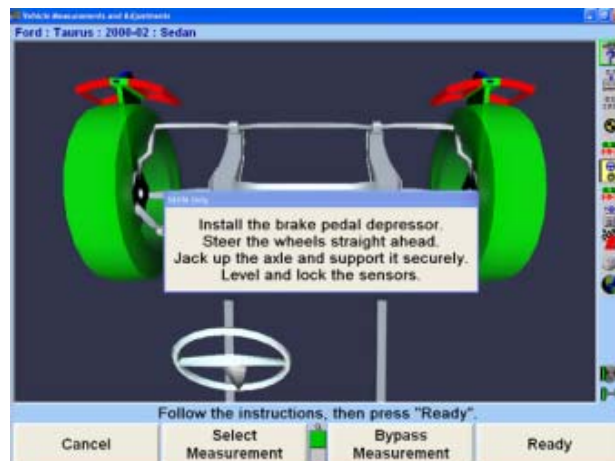 Vehicle Measurements and Adjustments
Ford : Taurus : 2000-02 : Sedan
Install the brake pedal depressor.
Steer the wheels straight ahead.
Jack up the axle and support it securely.
Level and lock the sensors.
Follow the instructions, then press "Ready".
Cancel
Select
Measurement
Bypass
Measurement
Ready